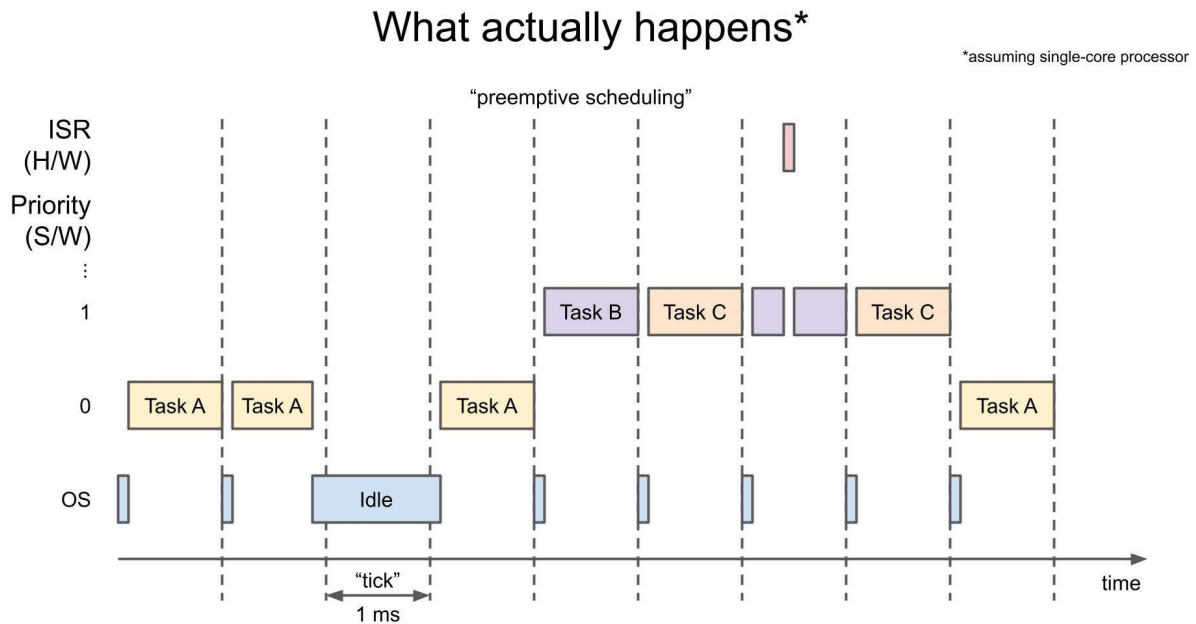 What actually happens*
*assuming single-core processor
“preemptive scheduling”
ISR
(H/W)
Priority
(S/W)
⋮
1
Task B
Task C
Task C
0
Task A
Task A
Task A
Task A
OS
Idle
“tick”
1 ms
time